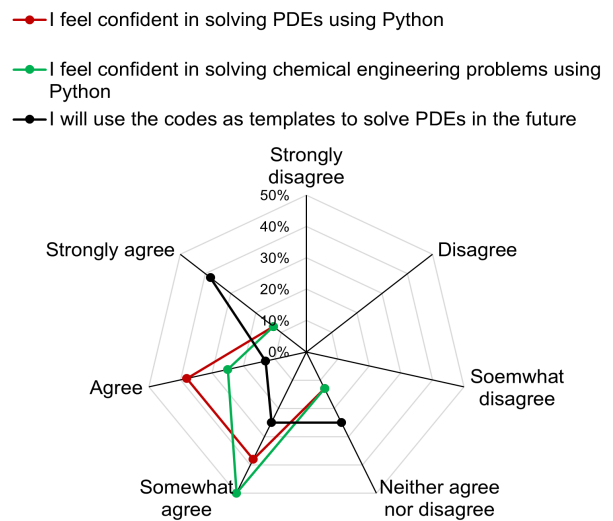 I feel confident in solving PDEs using Python
I feel confident in solving chemical engineering problems using
Python
I will use the codes as templates to solve PDEs in the future
Strongly
disagree
50%
Strongly agree
Disagree
40%
30%
20%
10%
0%
Agree
Soemwhat
disagree
Somewhat
agree
Neither agree
nor disagree